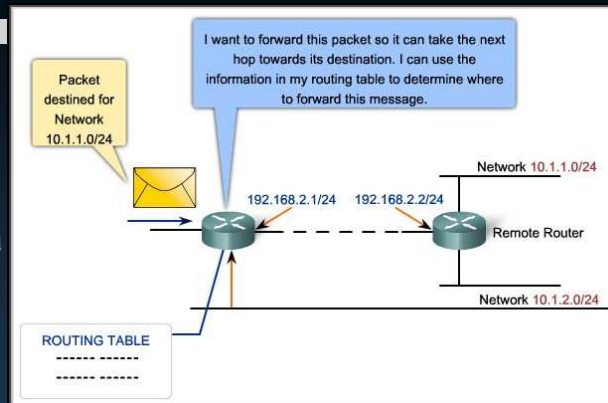 I want to forward this packet so it can take the next
hop towards its destination. I can use the
information in my routing table to determine where
to forward this message.
Packet
destined for
Network
10.1.1.0/24
Network 10.1.1.0/24
192.168.2.1/24
192.168.2.2/24
Remote Router
Network 10.1.2.0/24
ROUTING TABLE
------ ------
------ ------